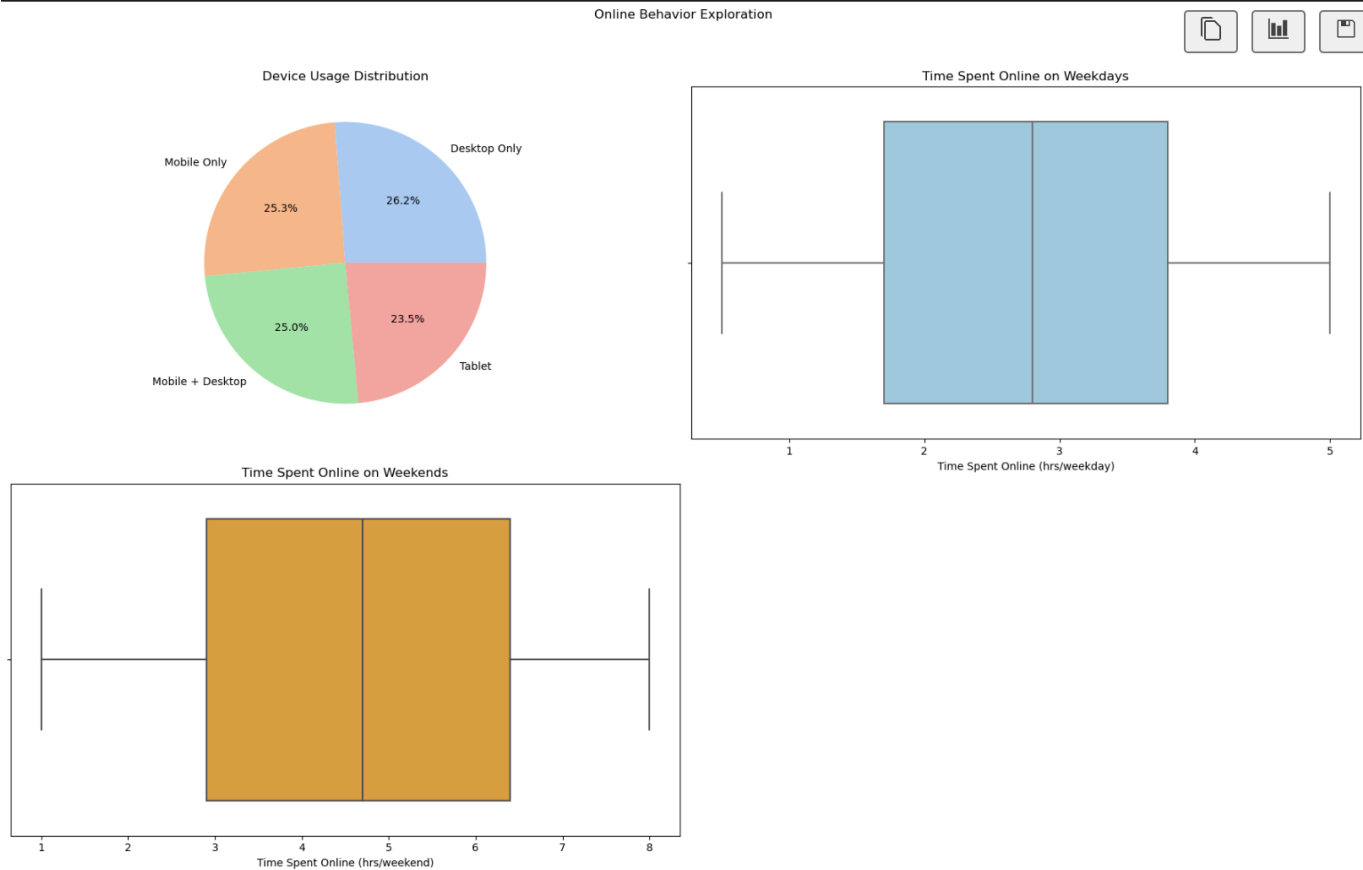 Online Behavior Exploration
Device Usage Distribution
Desktop Only
Mobile Only
26.2%
25.3%
23.5%
25.0%
Tablet
Mobile + Desktop
Time Spent Online on Weekdays
1 2 3 4 5
Time Spent Online (hrs/weekday)
Time Spent Online on Weekends
1 2 3 4 5 6 7 8
Time Spent Online (hrs/weekend)